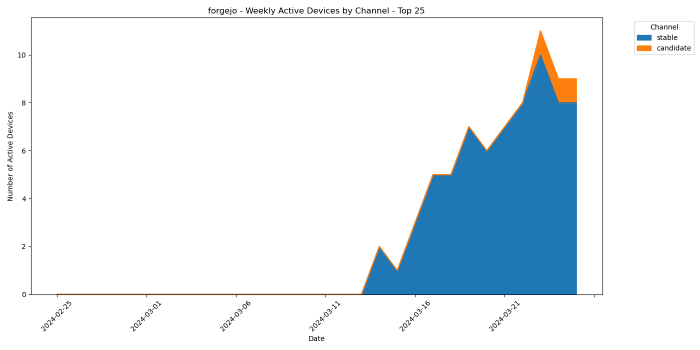 forgejo - Weekly Active Devices by Channel - Top 25
Channel
stable
candidate
Number of Active Devices
10
8
6
4
2
0
2024-02-25
2024-03-01
2024-03-06
2024-03-11
2024-03-16
2024-03-21
Date